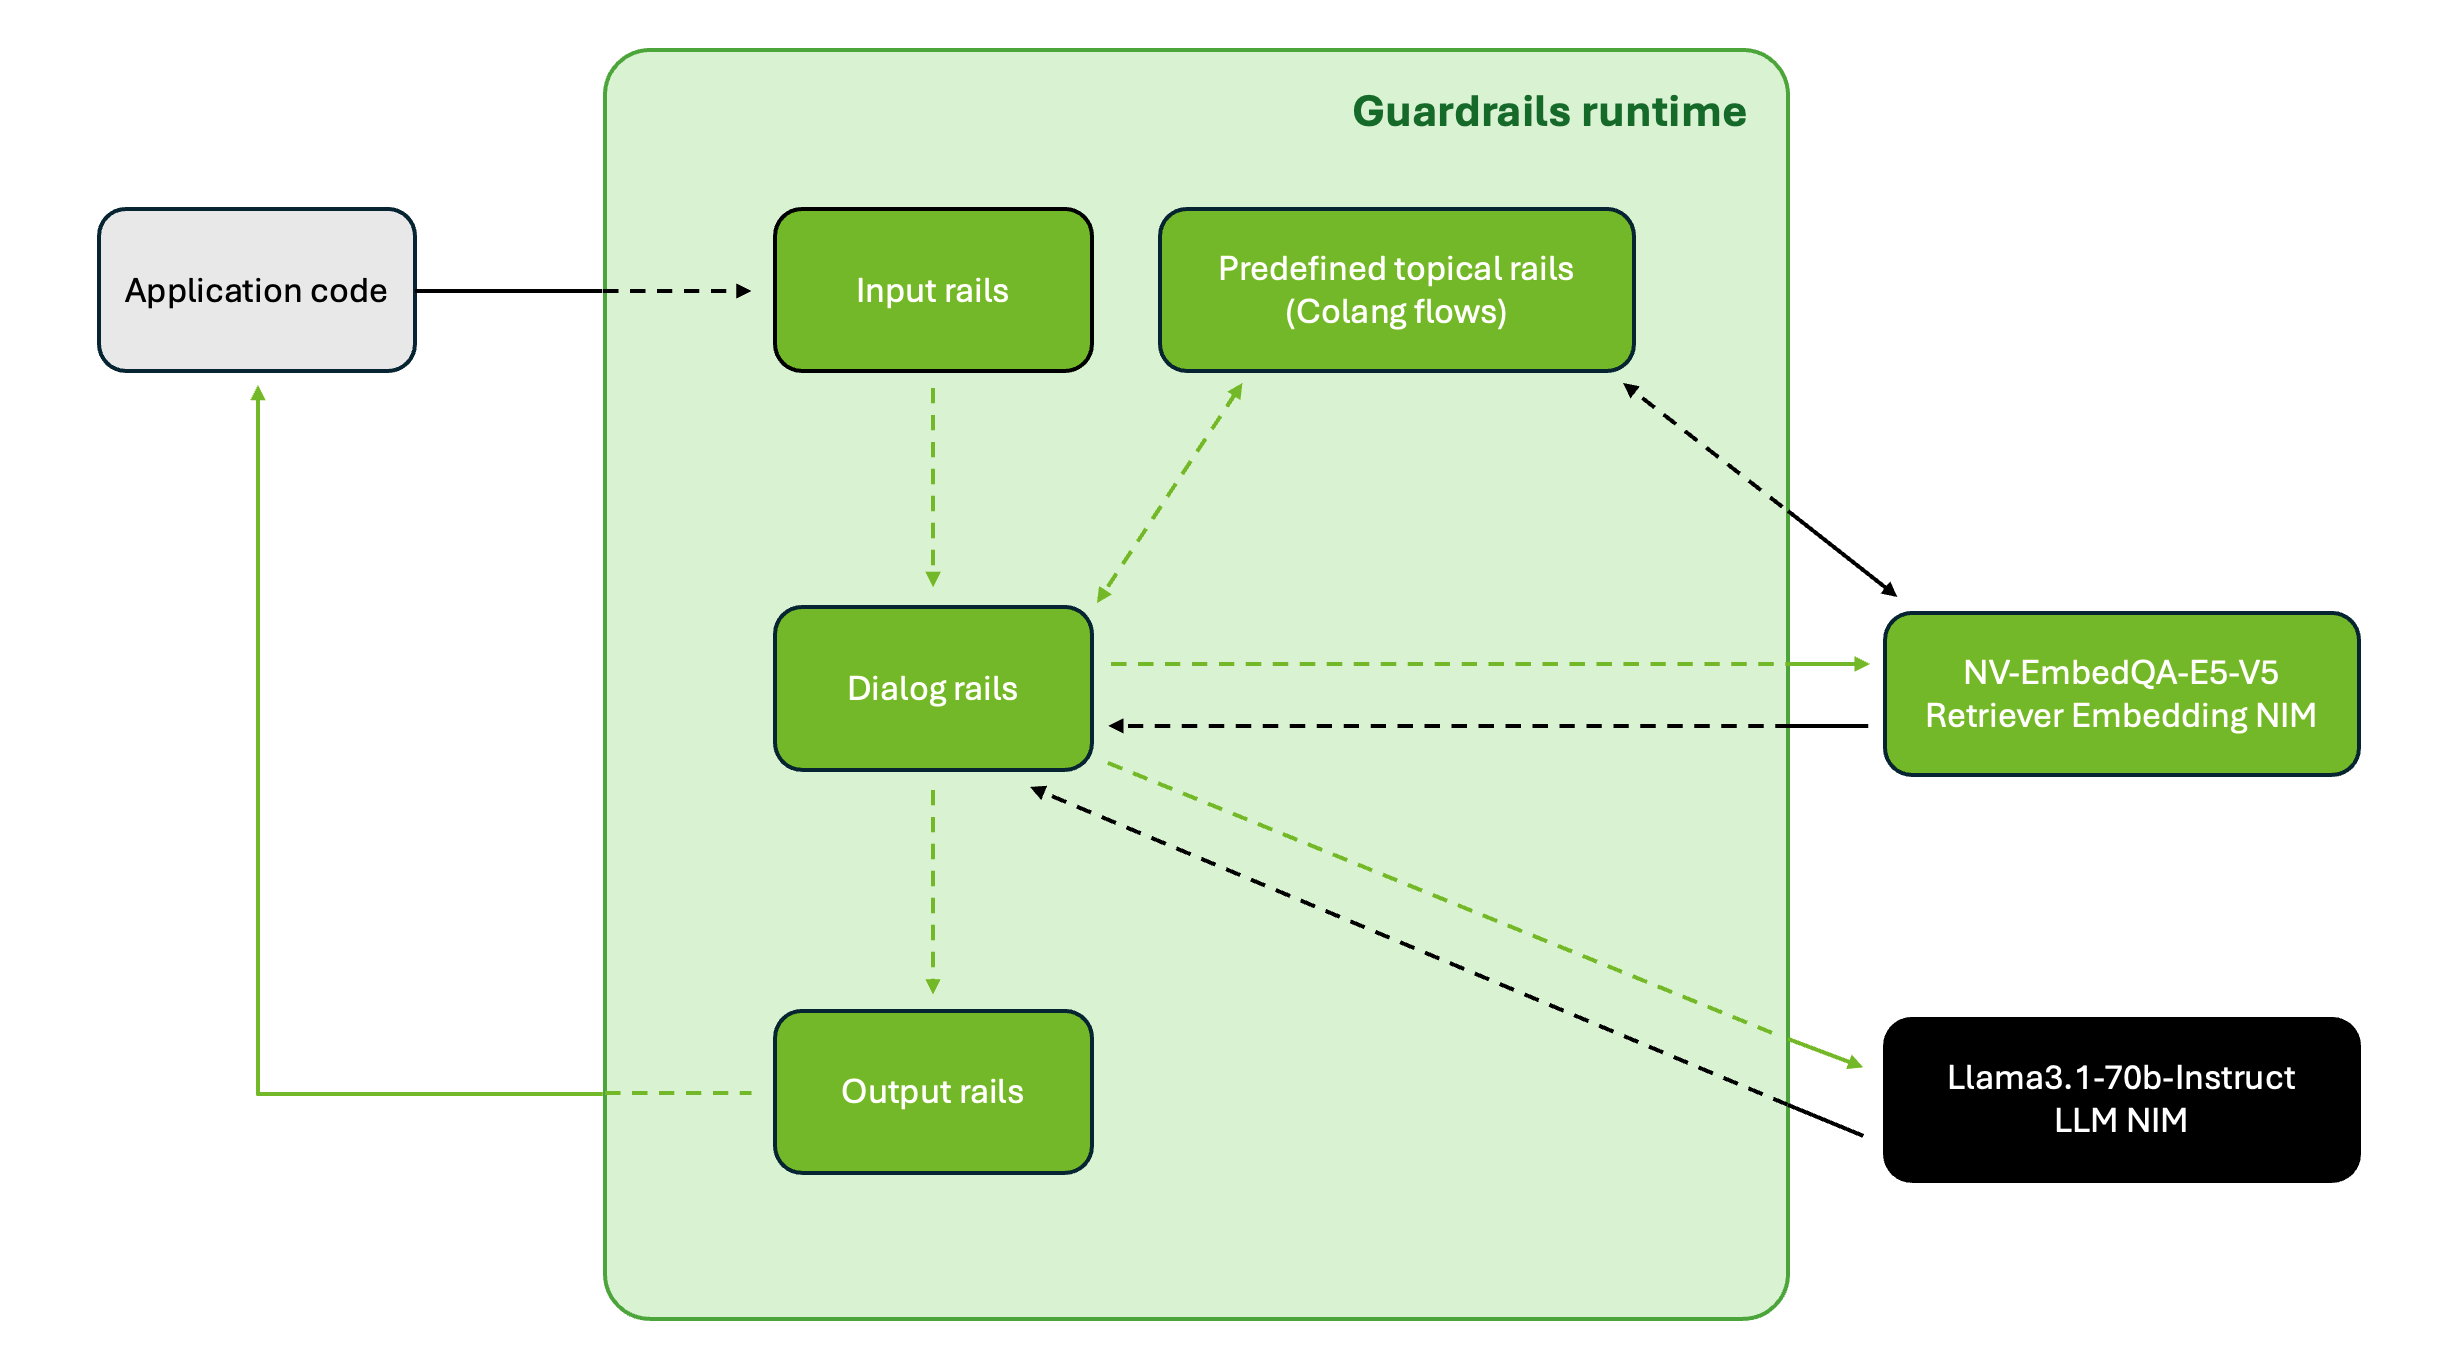 Guardrails runtime
Application code
Input rails
Predefined topical rails
(Colang flows)
Dialog rails
NV-EmbedQA-E5-V5
Retriever Embedding NIM
Output rails
Llama3.1-70b-Instruct
LLM NIM